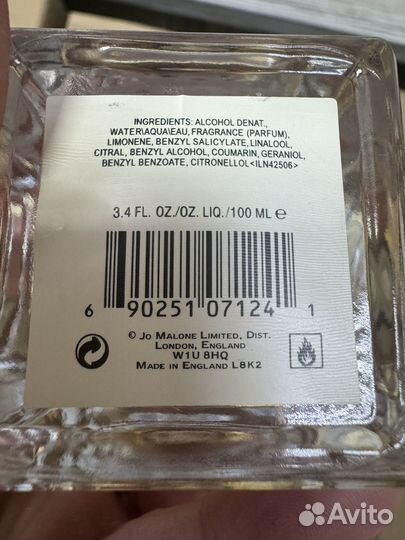 INGREDIENTS: ALCOHOL DENAT.,
WATER\AQUA\EAU, FRAGRANCE (PARFUM),
LIMONENE, BENZYL SALICYLATE, LINALOOL,
CITRAL, BENZYL ALCOHOL, COUMARIN, GERANIOL,
BENZYL BENZOATE, CITRONELLOL<ILN42506>
3.4 FL. OZ./OZ. LIQ./100 ML ℮
6 90251 07124 1
© JO MALONE LIMITED, DIST.
LONDON, ENGLAND
W1U 8HQ
MADE IN ENGLAND L8K2
Avito